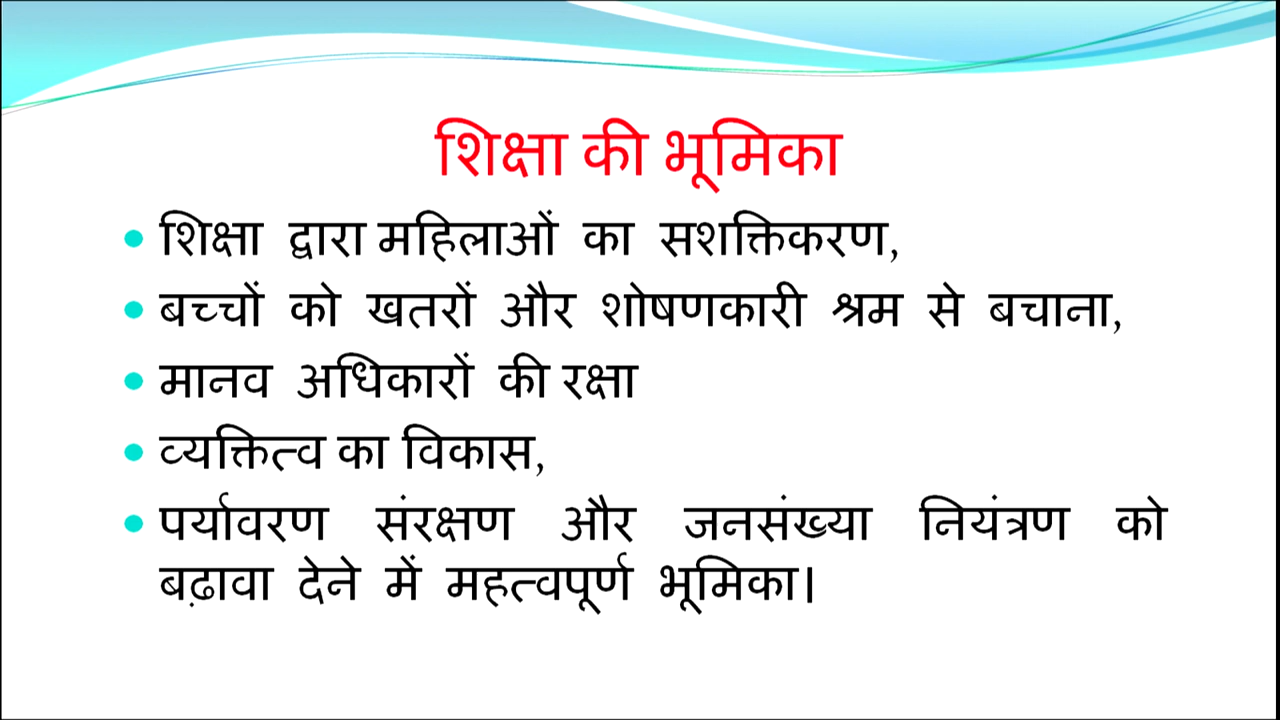 शिक्षा की भूमिका
शिक्षा द्वारा महिलाओं का सशक्तिकरण,
बच्चों को खतरों और शोषणकारी श्रम से बचाना,
मानव अधिकारों की रक्षा
व्यक्तित्व का विकास,
पर्यावरण संरक्षण और जनसंख्या नियंत्रण को
बढ़ावा देने में महत्वपूर्ण भूमिका।